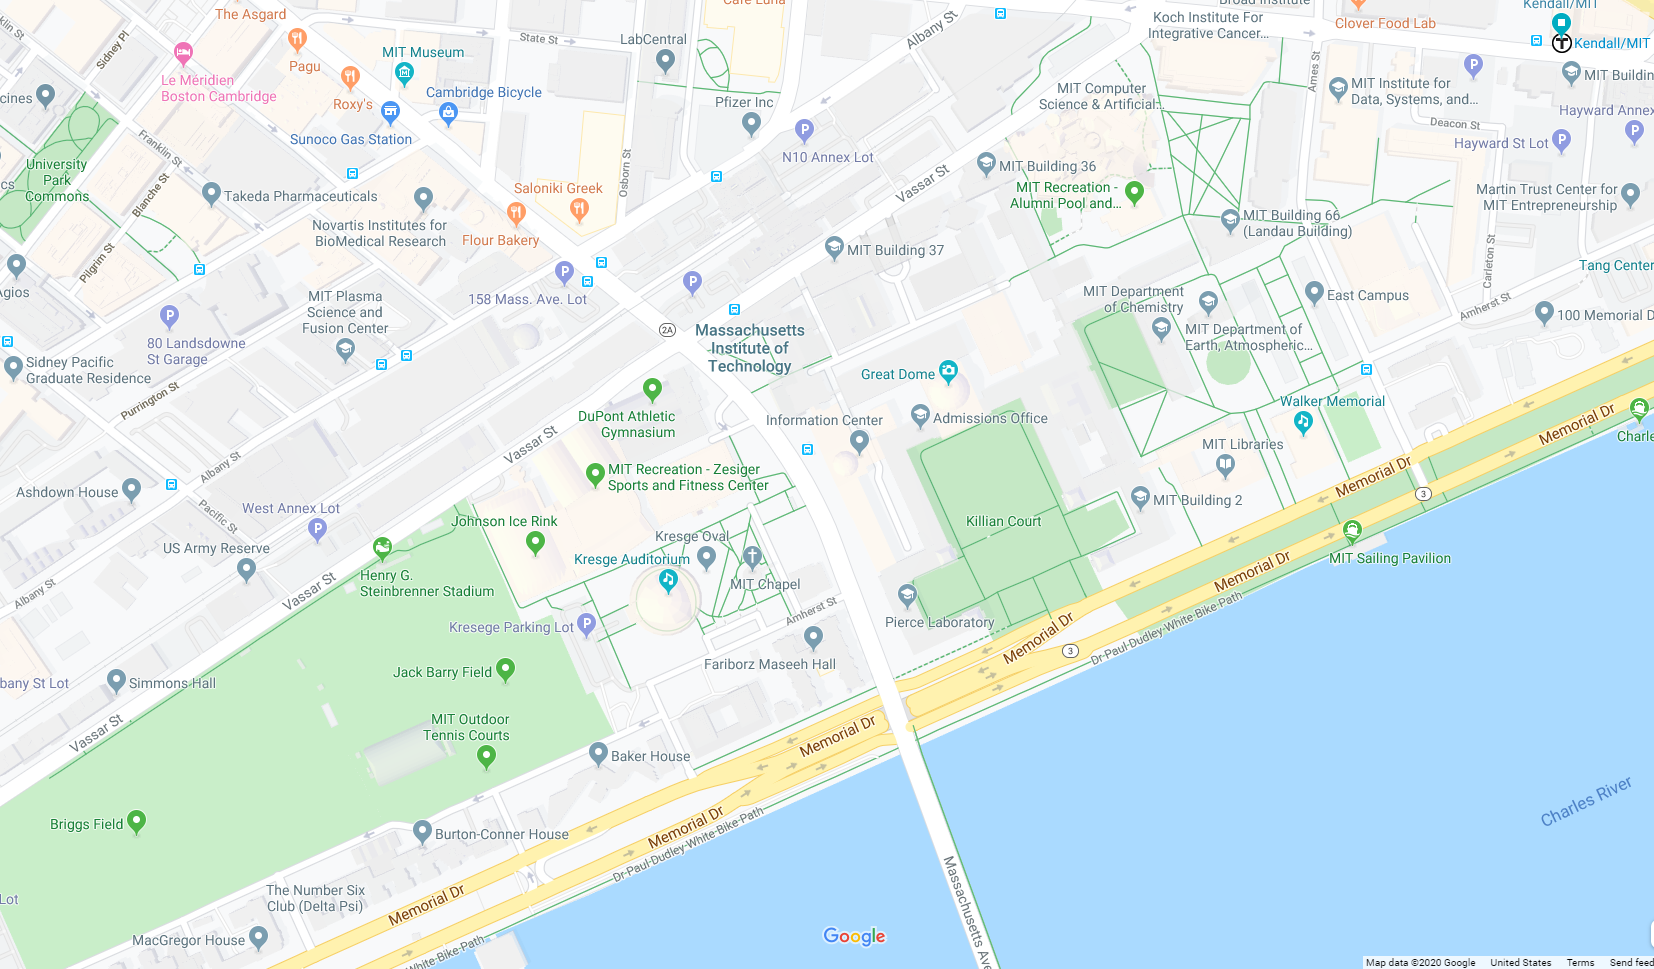 The Asgard
Cafe Luna
Broad Institute
Kendall/MIT
Franklin St
Sidney Pl
State St
LabCentral
Albany St
Koch Institute For
Integrative Cancer...
Clover Food Lab
Kendall/MIT
Pagu
MIT Museum
Le Méridien
Boston Cambridge
Roxy's
Cambridge Bicycle
Sunoco Gas Station
Pfizer Inc
MIT Computer
Science & Artificial...
Ames St
MIT Institute for
Data, Systems, and...
MIT Buildin
Hayward Annex
Deacon St
Hayward St Lot
Franklin St
University
Park
Commons
Blanche St
Osborn St
N10 Annex Lot
Vassar St
MIT Building 36
Takeda Pharmaceuticals
Saloniki Greek
MIT Recreation -
Alumni Pool and...
Martin Trust Center for
MIT Entrepreneurship
Novartis Institutes for
BioMedical Research
Flour Bakery
MIT Building 66
(Landau Building)
MIT Building 37
Pilgrim St
Carleton St
Tang Center
Agios
158 Mass. Ave. Lot
MIT Plasma
Science and
Fusion Center
MIT Department
of Chemistry
East Campus
Amherst St
100 Memorial D
2A
Massachusetts
Institute of
Technology
MIT Department of
Earth, Atmospheric...
80 Landsdowne
St Garage
Sidney Pacific
Graduate Residence
Purrington St
Great Dome
DuPont Athletic
Gymnasium
Information Center
Admissions Office
Walker Memorial
Memorial Dr
Charle
Vassar St
MIT Libraries
Albany St
MIT Recreation - Zesiger
Sports and Fitness Center
Memorial Dr
3
Ashdown House
Pacific St
West Annex Lot
MIT Building 2
Johnson Ice Rink
Killian Court
US Army Reserve
Kresge Oval
Kresge Auditorium
MIT Chapel
MIT Sailing Pavilion
Henry G.
Steinbrenner Stadium
Memorial Dr
Albany St
Vassar St
Amherst St
Dr-Paul-Dudley-White-Bike-Path
Kresege Parking Lot
Pierce Laboratory
Memorial Dr
3
Fariborz Maseeh Hall
Jack Barry Field
bany St Lot
Simmons Hall
MIT Outdoor
Tennis Courts
Vassar St
Memorial Dr
Baker House
Charles River
Briggs Field
Burton-Conner House
Memorial Dr
Dr-Paul-Dudley-White-Bike-Path
Lot
The Number Six
Club (Delta Psi)
Memorial Dr
Massachusetts Ave
MacGregor House
White-Bike-Path
Google
Map data ©2020 Google United States Terms Send feed